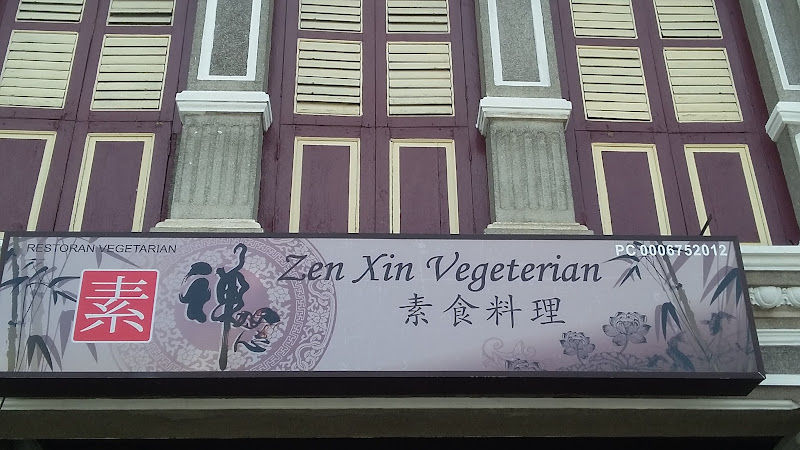 RESTORAN VEGETARIAN
PC 0006752012
素
禅心
Zen Xin Vegeterian
素食料理